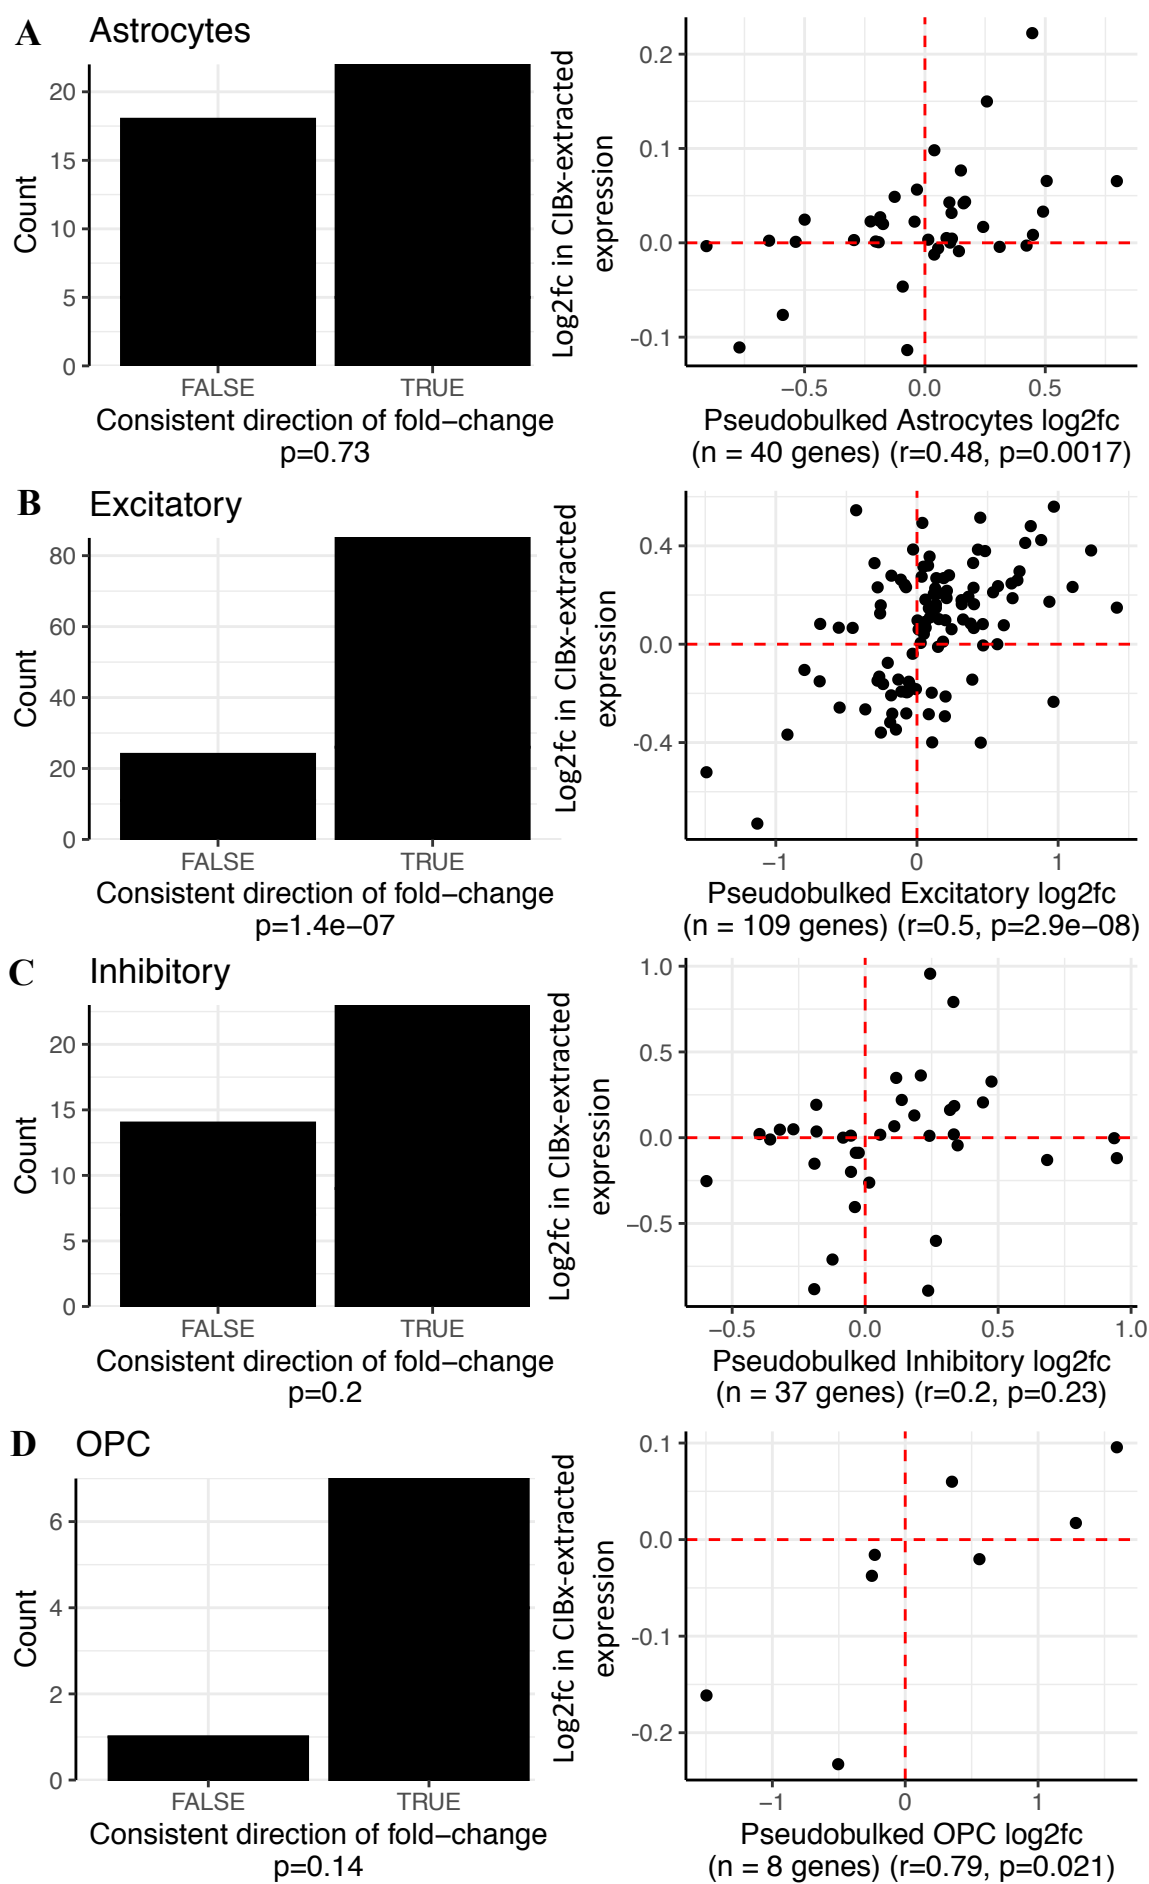 A Astrocytes
Count
20
15
10
5
0
FALSE TRUE
Consistent direction of fold−change
p=0.73
Log2fc in CIBx-extracted
expression
0.2
0.1
0.0
-0.1
−0.5 0.0 0.5
Pseudobulked Astrocytes log2fc
(n = 40 genes) (r=0.48, p=0.0017)
B Excitatory
Count
80
60
40
20
0
FALSE TRUE
Consistent direction of fold−change
p=1.4e−07
Log2fc in CIBx-extracted
expression
0.4
0.0
-0.4
−1 0 1
Pseudobulked Excitatory log2fc
(n = 109 genes) (r=0.5, p=2.9e−08)
C Inhibitory
Count
20
15
10
5
0
FALSE TRUE
Consistent direction of fold−change
p=0.2
Log2fc in CIBx-extracted
expression
1.0
0.5
0.0
−0.5
−0.5 0.0 0.5 1.0
Pseudobulked Inhibitory log2fc
(n = 37 genes) (r=0.2, p=0.23)
D OPC
Count
6
4
2
0
FALSE TRUE
Consistent direction of fold−change
p=0.14
Log2fc in CIBx-extracted
expression
0.1
0.0
-0.1
-0.2
−1 0 1
Pseudobulked OPC log2fc
(n = 8 genes) (r=0.79, p=0.021)